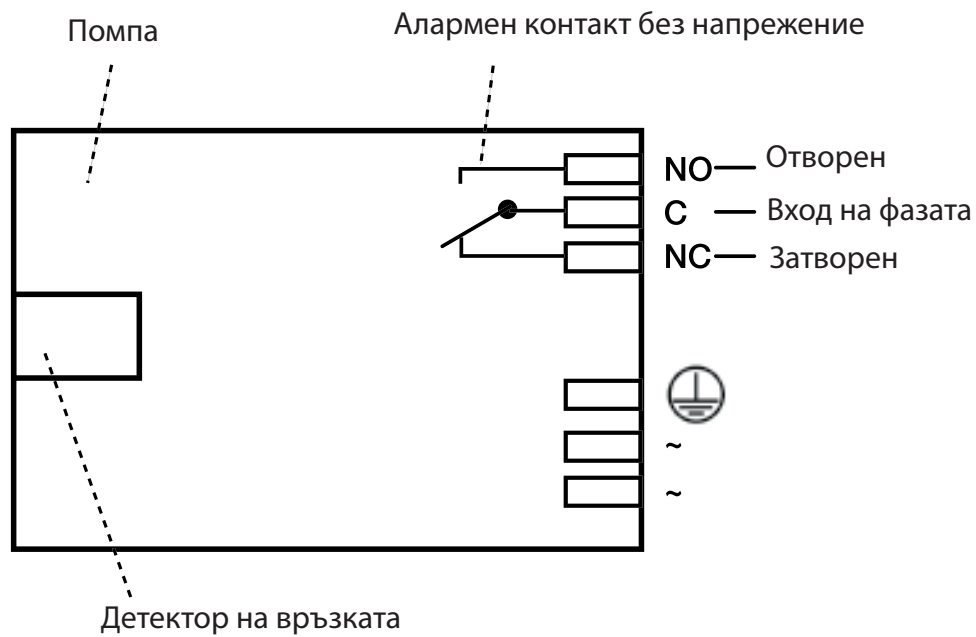 Помпа
Алармен контакт без напрежение
NO Отворен
C Вход на фазата
NC Затворен
~
~
Детектор на връзката